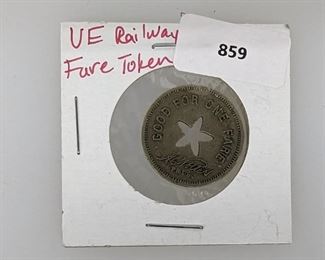 UE Railway
Fare Token
859
GOOD FOR ONE FARE